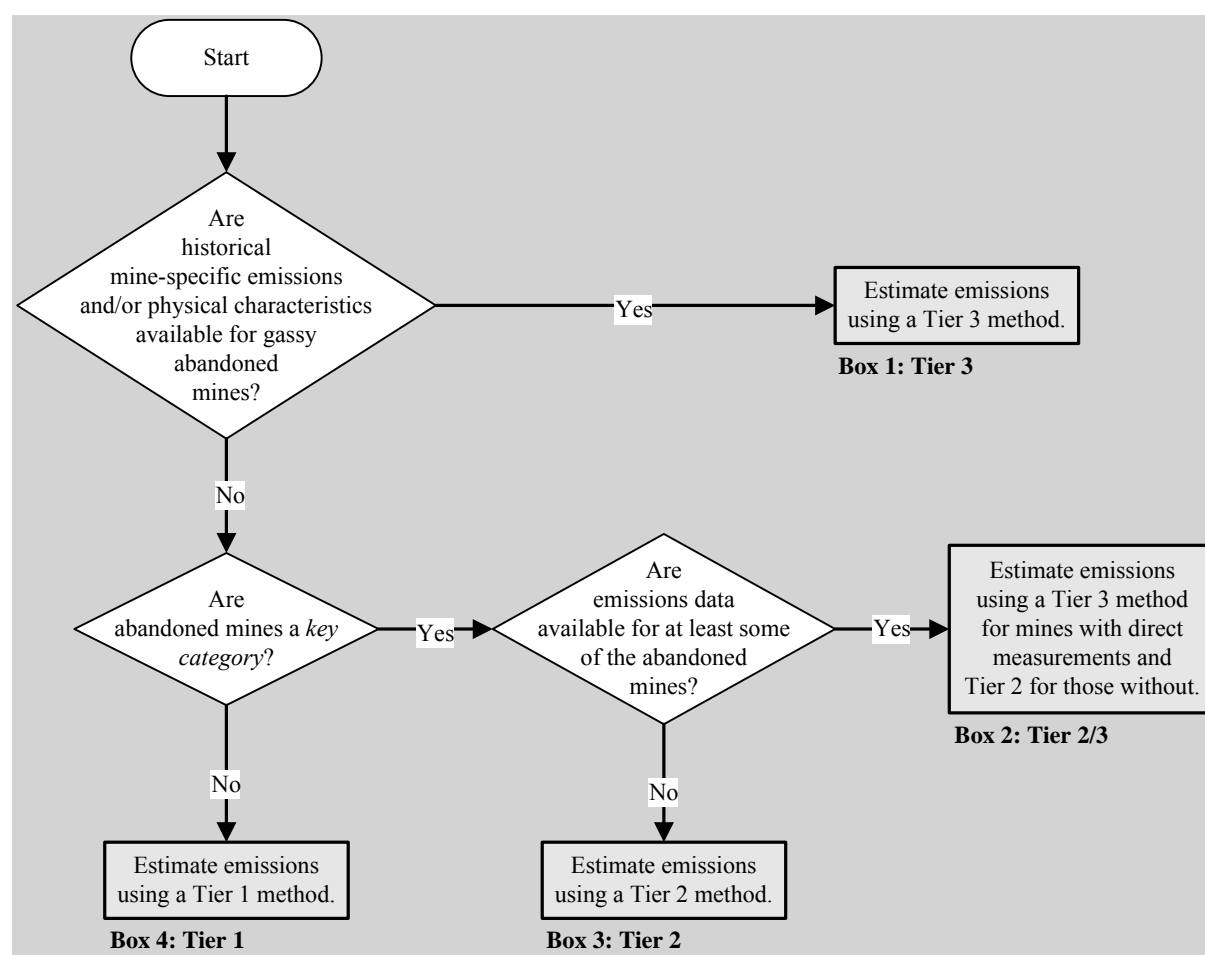 Start
Are
historical
mine-specific emissions
and/or physical characteristics
available for gassy
abandoned
mines?
Yes
Estimate emissions
using a Tier 3 method.
Box 1: Tier 3
No
Are
abandoned mines a key
category?
Yes
Are
emissions data
available for at least some
of the abandoned
mines?
Yes
Estimate emissions
using a Tier 3 method
for mines with direct
measurements and
Tier 2 for those without.
Box 2: Tier 2/3
No
No
Estimate emissions
using a Tier 1 method.
Box 4: Tier 1
Estimate emissions
using a Tier 2 method.
Box 3: Tier 2